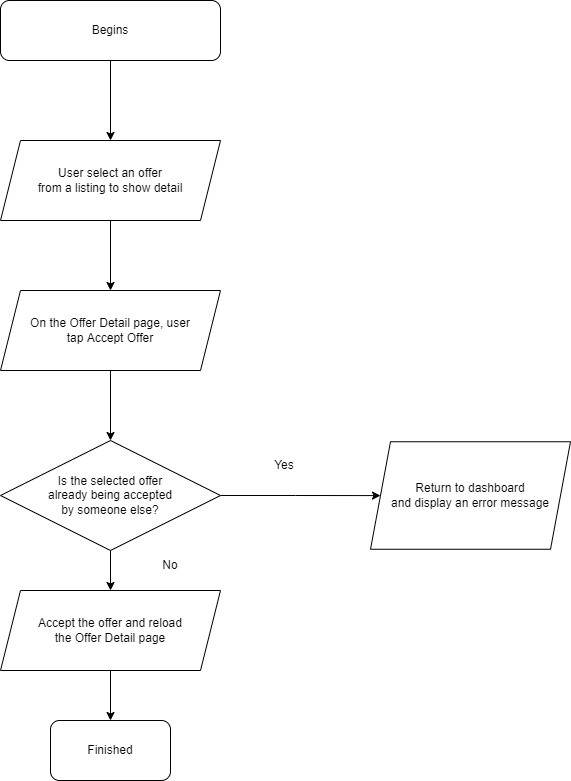 Begins
User select an offer
from a listing to show detail
On the Offer Detail page, user
tap Accept Offer
Is the selected offer
already being accepted
by someone else?
Yes
Return to dashboard
and display an error message
No
Accept the offer and reload
the Offer Detail page
Finished